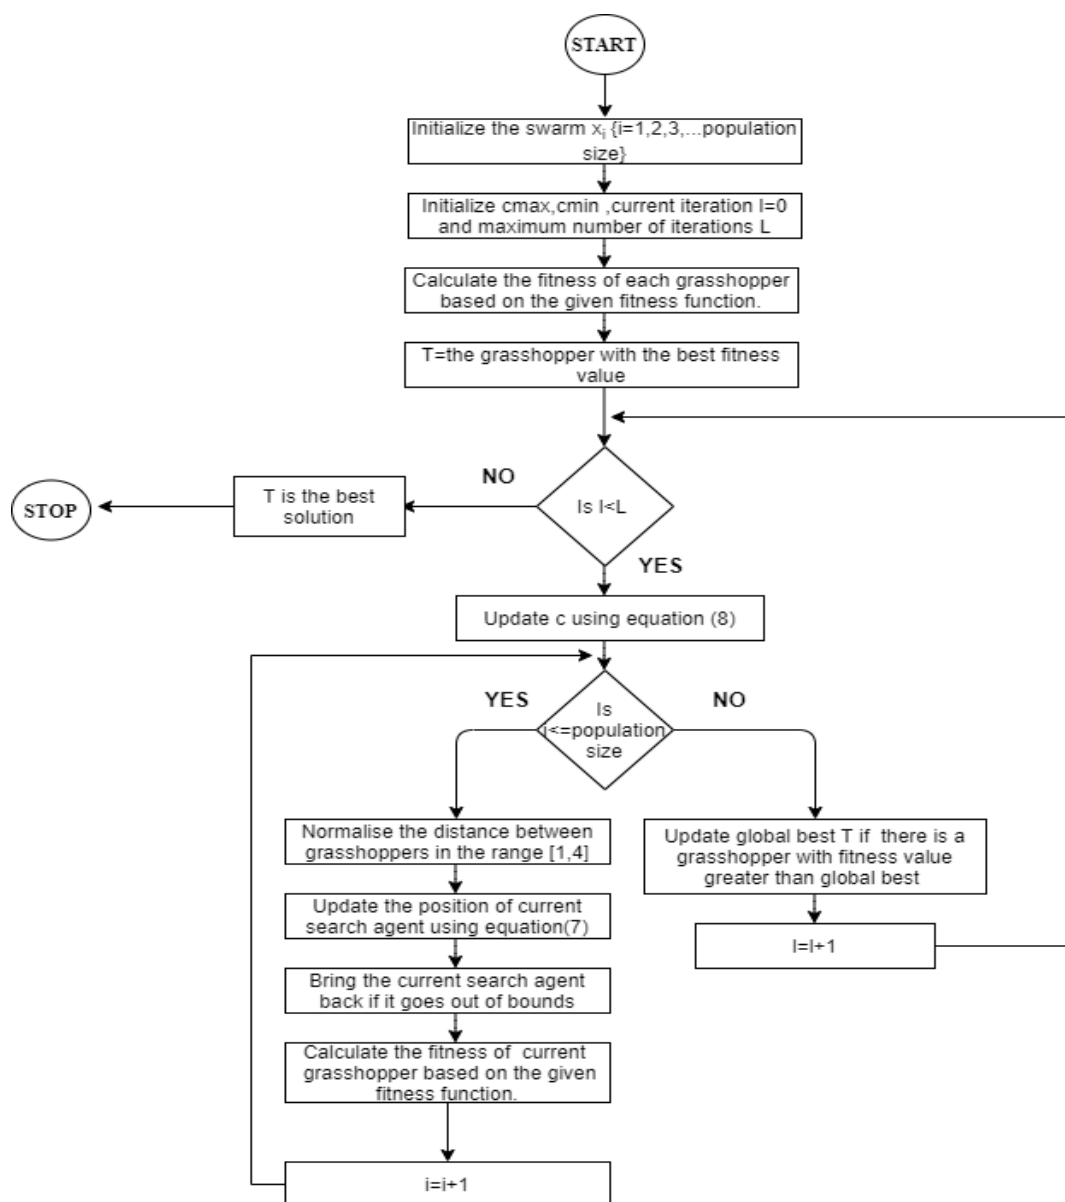 START
Initialize the swarm xi {i=1,2,3,...population
size}
Initialize cmax,cmin ,current iteration l=0
and maximum number of iterations L
Calculate the fitness of each grasshopper
based on the given fitness function.
T=the grasshopper with the best fitness
value
NO
Is l<L
T is the best
solution
STOP
YES
Update c using equation (8)
YES
NO
Is
i<=population
size
Normalise the distance between
grasshoppers in the range [1,4]
Update the position of current
search agent using equation(7)
Bring the current search agent
back if it goes out of bounds
Calculate the fitness of current
grasshopper based on the given
fitness function.
i=i+1
Update global best T if there is a
grasshopper with fitness value
greater than global best
l=l+1